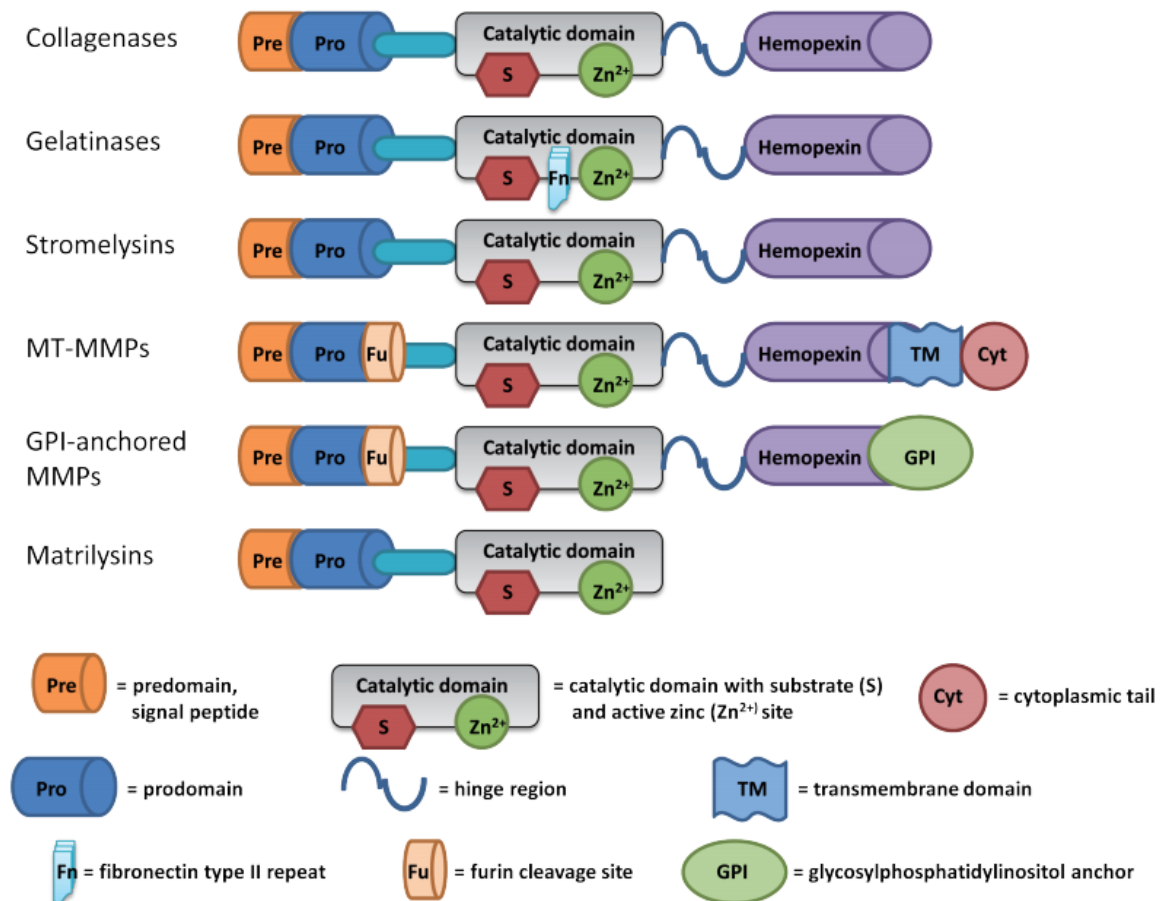 Collagenases
Pre Pro Catalytic domain S Zn²⁺ Hemopexin
Gelatinases
Pre Pro Catalytic domain S Fn Zn²⁺ Hemopexin
Stromelysins
Pre Pro Catalytic domain S Zn²⁺ Hemopexin
MT-MMPs
Pre Pro Fu Catalytic domain S Zn²⁺ Hemopexin TM Cyt
GPI-anchored
MMPs
Pre Pro Fu Catalytic domain S Zn²⁺ Hemopexin GPI
Matrilysins
Pre Pro Catalytic domain S Zn²⁺
Pre = predomain,
signal peptide
Catalytic domain S Zn²⁺ = catalytic domain with substrate (S)
and active zinc (Zn²⁺) site
Cyt = cytoplasmic tail
Pro = prodomain
= hinge region
TM = transmembrane domain
Fn = fibronectin type II repeat
Fu = furin cleavage site
GPI = glycosylphosphatidylinositol anchor